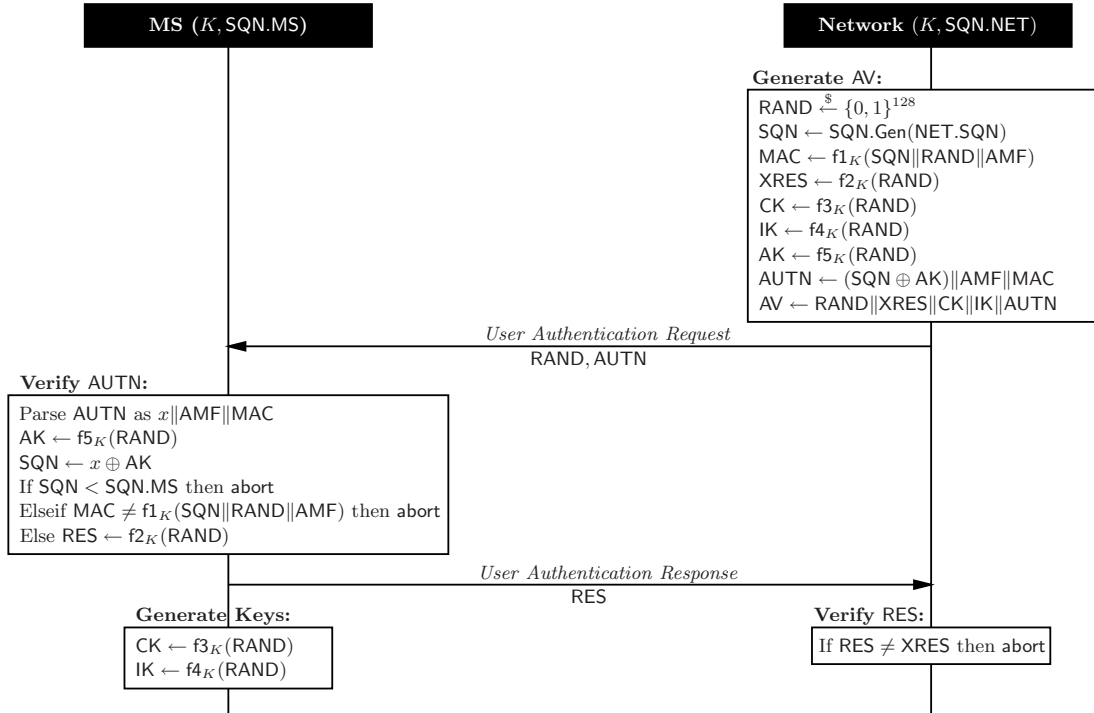 MS (K, SQN.MS)
Network (K, SQN.NET)
Generate AV:
RAND $← {0, 1}^128
SQN ← SQN.Gen(NET.SQN)
MAC ← f1_K(SQN‖RAND‖AMF)
XRES ← f2_K(RAND)
CK ← f3_K(RAND)
IK ← f4_K(RAND)
AK ← f5_K(RAND)
AUTN ← (SQN ⊕ AK)‖AMF‖MAC
AV ← RAND‖XRES‖CK‖IK‖AUTN
User Authentication Request
RAND, AUTN
Verify AUTN:
Parse AUTN as x‖AMF‖MAC
AK ← f5_K(RAND)
SQN ← x ⊕ AK
If SQN < SQN.MS then abort
Elseif MAC ≠ f1_K(SQN‖RAND‖AMF) then abort
Else RES ← f2_K(RAND)
User Authentication Response
RES
Generate Keys:
CK ← f3_K(RAND)
IK ← f4_K(RAND)
Verify RES:
If RES ≠ XRES then abort